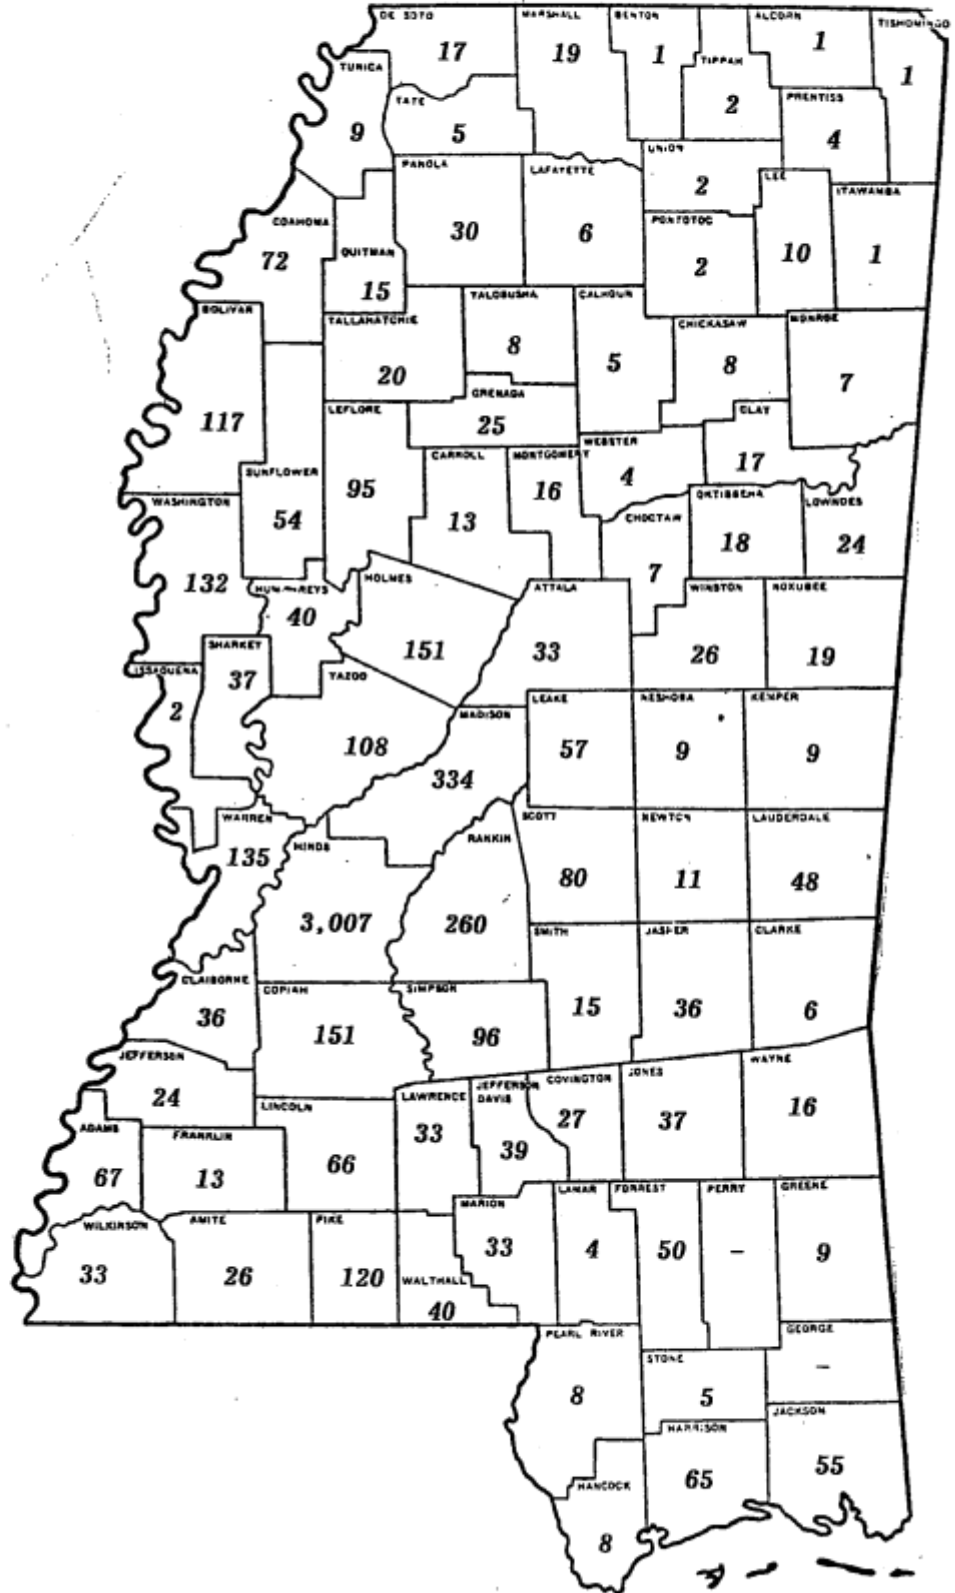 DE SOTO
17
MARSHALL
19
BENTON
1
TIPPAH
2
ALCORN
1
TISHOMINGO
1
TUNICA
9
TATE
5
PRENTISS
4
PANOLA
30
LAFAYETTE
6
UNION
2
LEE
10
ITAWAMBA
1
COAHOMA
72
QUITMAN
15
PONTOTOC
2
BOLIVAR
117
TALLAHATCHIE
20
YALOBUSHA
8
CALHOUN
5
CHICKASAW
8
MONROE
7
GRENADA
25
LEFLORE
95
CLAY
17
SUNFLOWER
54
CARROLL
13
MONTGOMERY
16
WEBSTER
4
WASHINGTON
132
CHOCTAW
7
OKTIBBEHA
18
LOWNDES
24
HUMPHREYS
40
HOLMES
151
ATTALA
33
WINSTON
26
NOXUBEE
19
SHARKEY
37
ISSAQUENA
2
YAZOO
108
MADISON
334
LEAKE
57
NESHOBA
9
KEMPER
9
WARREN
135
HINDS
3,007
RANKIN
260
SCOTT
80
NEWTON
11
LAUDERDALE
48
CLAIBORNE
36
COPIAH
151
SIMPSON
96
SMITH
15
JASPER
36
CLARKE
6
JEFFERSON
24
LINCOLN
66
LAWRENCE
33
JEFFERSON
DAVIS
39
COVINGTON
27
JONES
37
WAYNE
16
ADAMS
67
FRANKLIN
13
WILKINSON
33
AMITE
26
PIKE
120
WALTHALL
40
MARION
33
LAMAR
4
FORREST
50
PERRY
–
GREENE
9
PEARL RIVER
8
STONE
5
GEORGE
–
HANCOCK
8
HARRISON
65
JACKSON
55